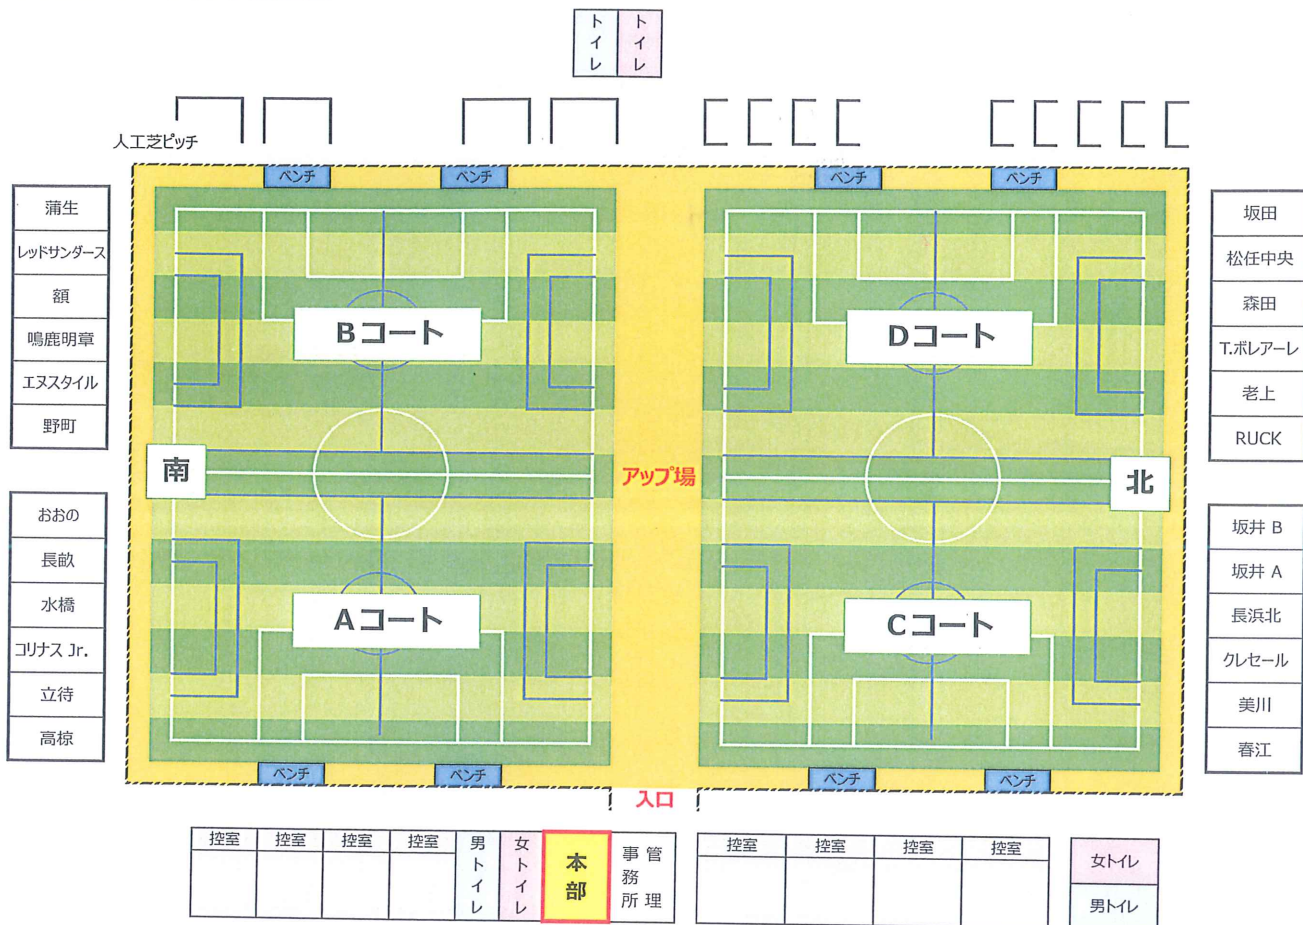 トイレ
トイレ
人工芝ピッチ
ベンチ
ベンチ
ベンチ
ベンチ
蒲生
レッドサンダース
額
鳴鹿明章
エヌスタイル
野町
坂田
松任中央
森田
T.ボレアーレ
老上
RUCK
Bコート
Dコート
南
アップ場
北
おおの
長畝
水橋
コリナス Jr.
立待
高椋
坂井 B
坂井 A
長浜北
クレセール
美川
春江
Aコート
Cコート
ベンチ
ベンチ
ベンチ
ベンチ
入口
控室
控室
控室
控室
男トイレ
女トイレ
本部
管理
事務所
控室
控室
控室
控室
女トイレ
男トイレ